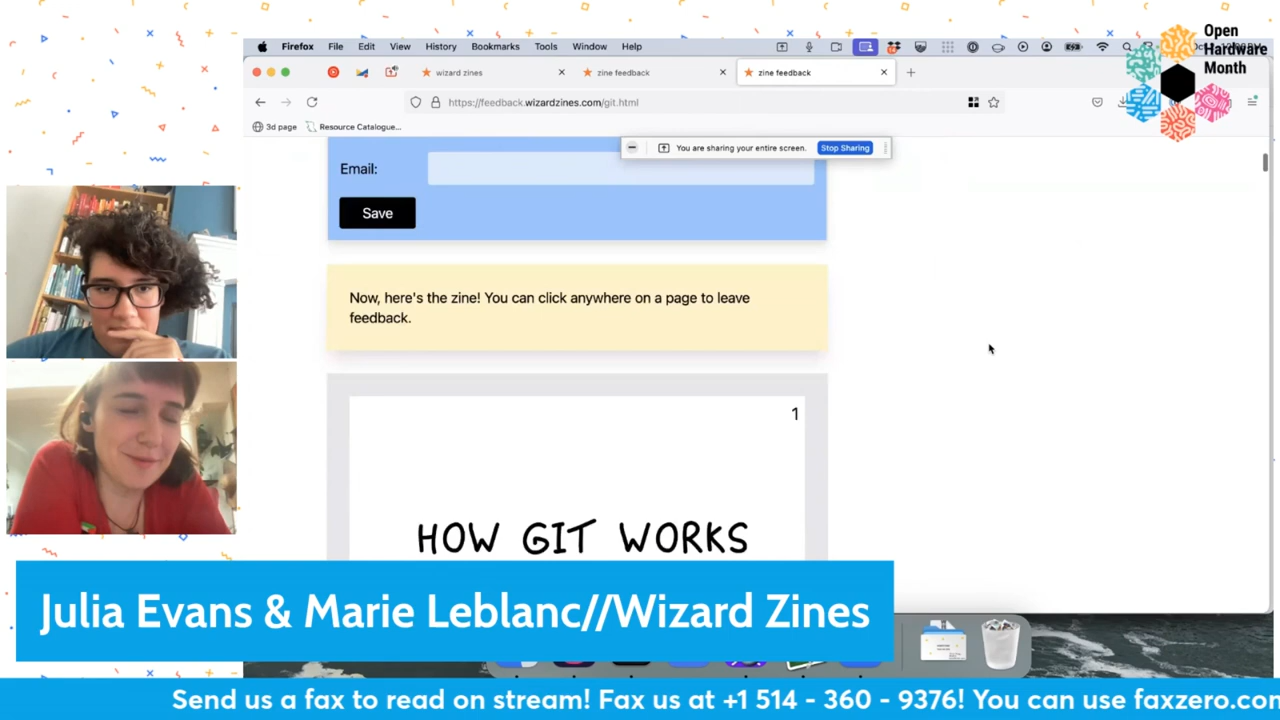 Firefox File Edit View History Bookmarks Tools Window Help
Open
Hardware
Month
wizard zines
zine feedback
zine feedback
https://feedback.wizardzines.com/git.html
3d page
Resource Catalogue...
You are sharing your entire screen.
Stop Sharing
Email:
Save
Now, here's the zine! You can click anywhere on a page to leave
feedback.
1
HOW GIT WORKS
Julia Evans & Marie Leblanc//Wizard Zines
Send us a fax to read on stream! Fax us at +1 514 - 360 - 9376! You can use faxzero.com